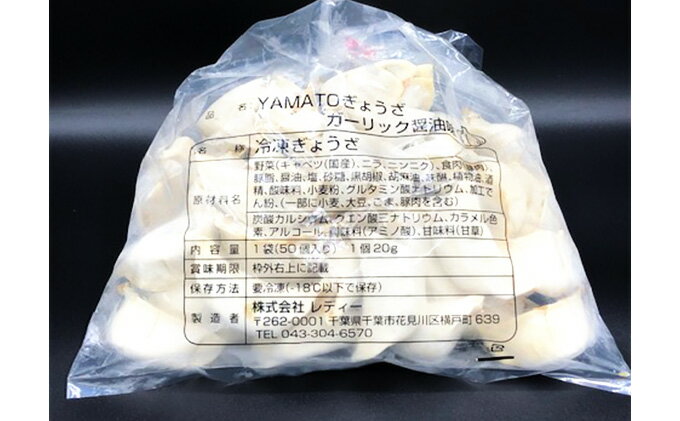 品 名 YAMATOぎょうざ
ガーリック醤油味
名 称 冷凍ぎょうざ
原材料名 野菜(キャベツ(国産)、ニラ、ニンニク)、食肉(豚肉)、
豚脂、醤油、塩、砂糖、黒胡椒、胡麻油、味醂、植物油、酒
精、酸味料、小麦粉、グルタミン酸ナトリウム、加工で
ん粉、(一部に小麦、大豆、ごま、豚肉を含む)
炭酸カルシウム、クエン酸三ナトリウム、カラメル色
素、アルコール、調味料(アミノ酸)、甘味料(甘草)
内 容 量 1袋(50個入り) 1個20g
賞味期限 枠外右上に記載
保存方法 要冷凍(-18℃以下で保存)
製 造 者 株式会社 レディー
〒262-0001 千葉県千葉市花見川区横戸町639
TEL 043-304-6570